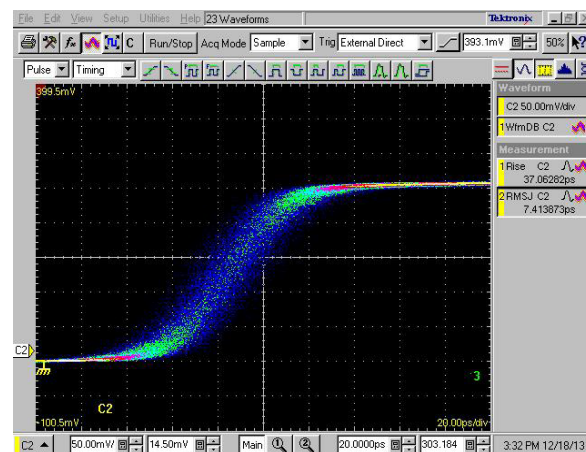 File Edit View Setup Utilities Help 23 Waveforms Tektronix
C Run/Stop Acq Mode Sample Trig External Direct 393.1mV 50%
Pulse Timing
399.5mV
Waveform
C2 50.00mV/div
1 WfmDB C2
Measurement
1 Rise C2
37.06282ps
2 RMSJ C2
7.413873ps
C2
3
C2
-100.5mV 20.00ps/div
C2 50.00mV/ 14.50mV Main 1 2 20.0000ps 303.184 3:32 PM 12/18/13